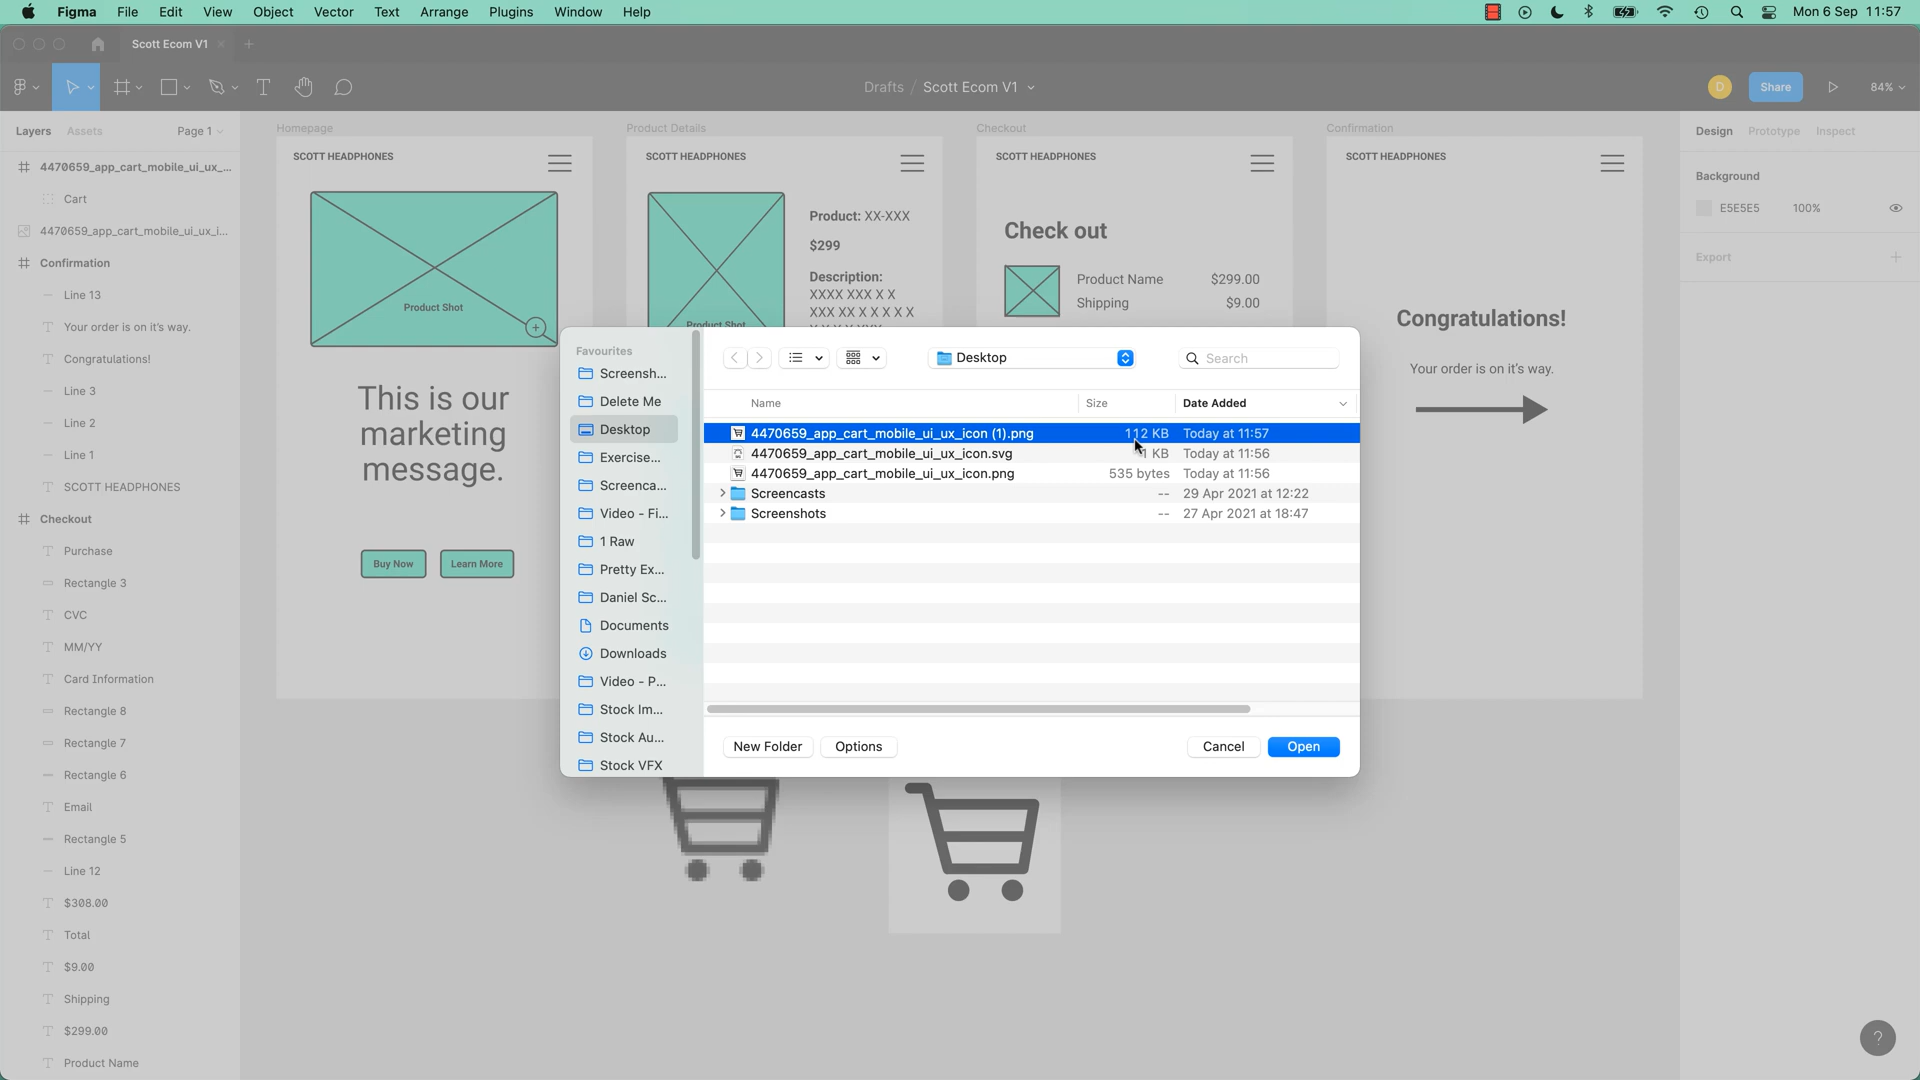 Figma File Edit View Object Vector Text Arrange Plugins Window Help Mon 6 Sep 11:57
Scott Ecom V1
Drafts / Scott Ecom V1
D
Share
84%
Layers Assets Page 1
4470659_app_cart_mobile_ui_ux_...
Cart
4470659_app_cart_mobile_ui_ux_i...
Confirmation
Line 13
Your order is on it's way.
Congratulations!
Line 3
Line 2
Line 1
SCOTT HEADPHONES
Checkout
Purchase
Rectangle 3
CVC
MM/YY
Card Information
Rectangle 8
Rectangle 7
Rectangle 6
Email
Rectangle 5
Line 12
$308.00
Total
$9.00
Shipping
$299.00
Product Name
Homepage
SCOTT HEADPHONES
Product Shot
This is our
marketing
message.
Buy Now
Learn More
Product Details
SCOTT HEADPHONES
Product Shot
Product: XX-XXX
$299
Description:
XXXX XXX X X
XXX XX X X X X X
Checkout
SCOTT HEADPHONES
Check out
Product Name $299.00
Shipping $9.00
Confirmation
SCOTT HEADPHONES
Congratulations!
Your order is on it's way.
Favourites
Screensh...
Delete Me
Desktop
Exercise...
Screenca...
Video - Fi...
1 Raw
Pretty Ex...
Daniel Sc...
Documents
Downloads
Video - P...
Stock Im...
Stock Au...
Stock VFX
Desktop
Search
Name Size Date Added
4470659_app_cart_mobile_ui_ux_icon (1).png 112 KB Today at 11:57
4470659_app_cart_mobile_ui_ux_icon.svg KB Today at 11:56
4470659_app_cart_mobile_ui_ux_icon.png 535 bytes Today at 11:56
Screencasts -- 29 Apr 2021 at 12:22
Screenshots -- 27 Apr 2021 at 18:47
New Folder
Options
Cancel
Open
Design Prototype Inspect
Background
E5E5E5 100%
Export
?